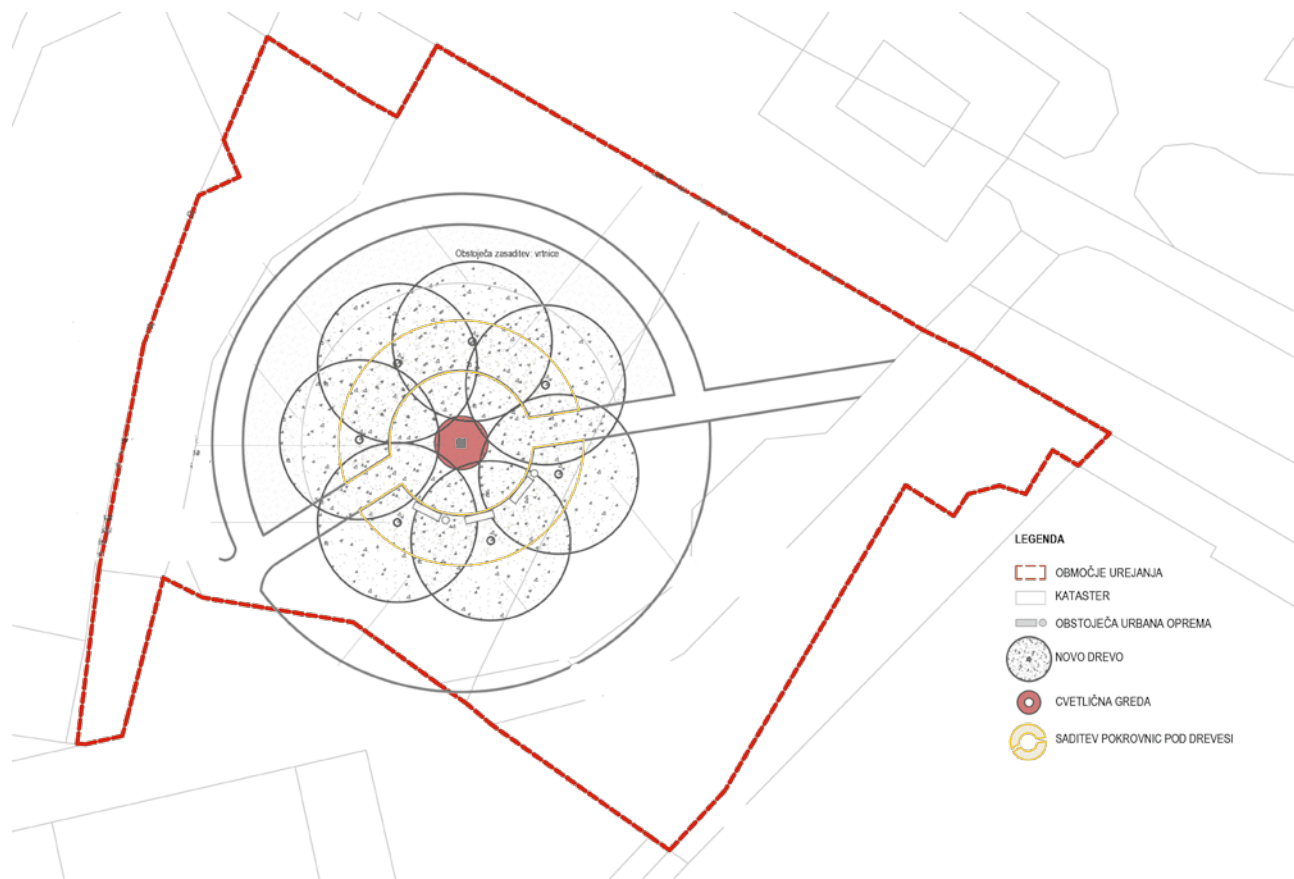 Obstoječa zasaditev: vrtnice
LEGENDA
OBMOČJE UREJANJA
KATASTER
OBSTOJEČA URBANA OPREMA
NOVO DREVO
CVETLIČNA GREDA
SADITEV POKROVNIC POD DREVESI